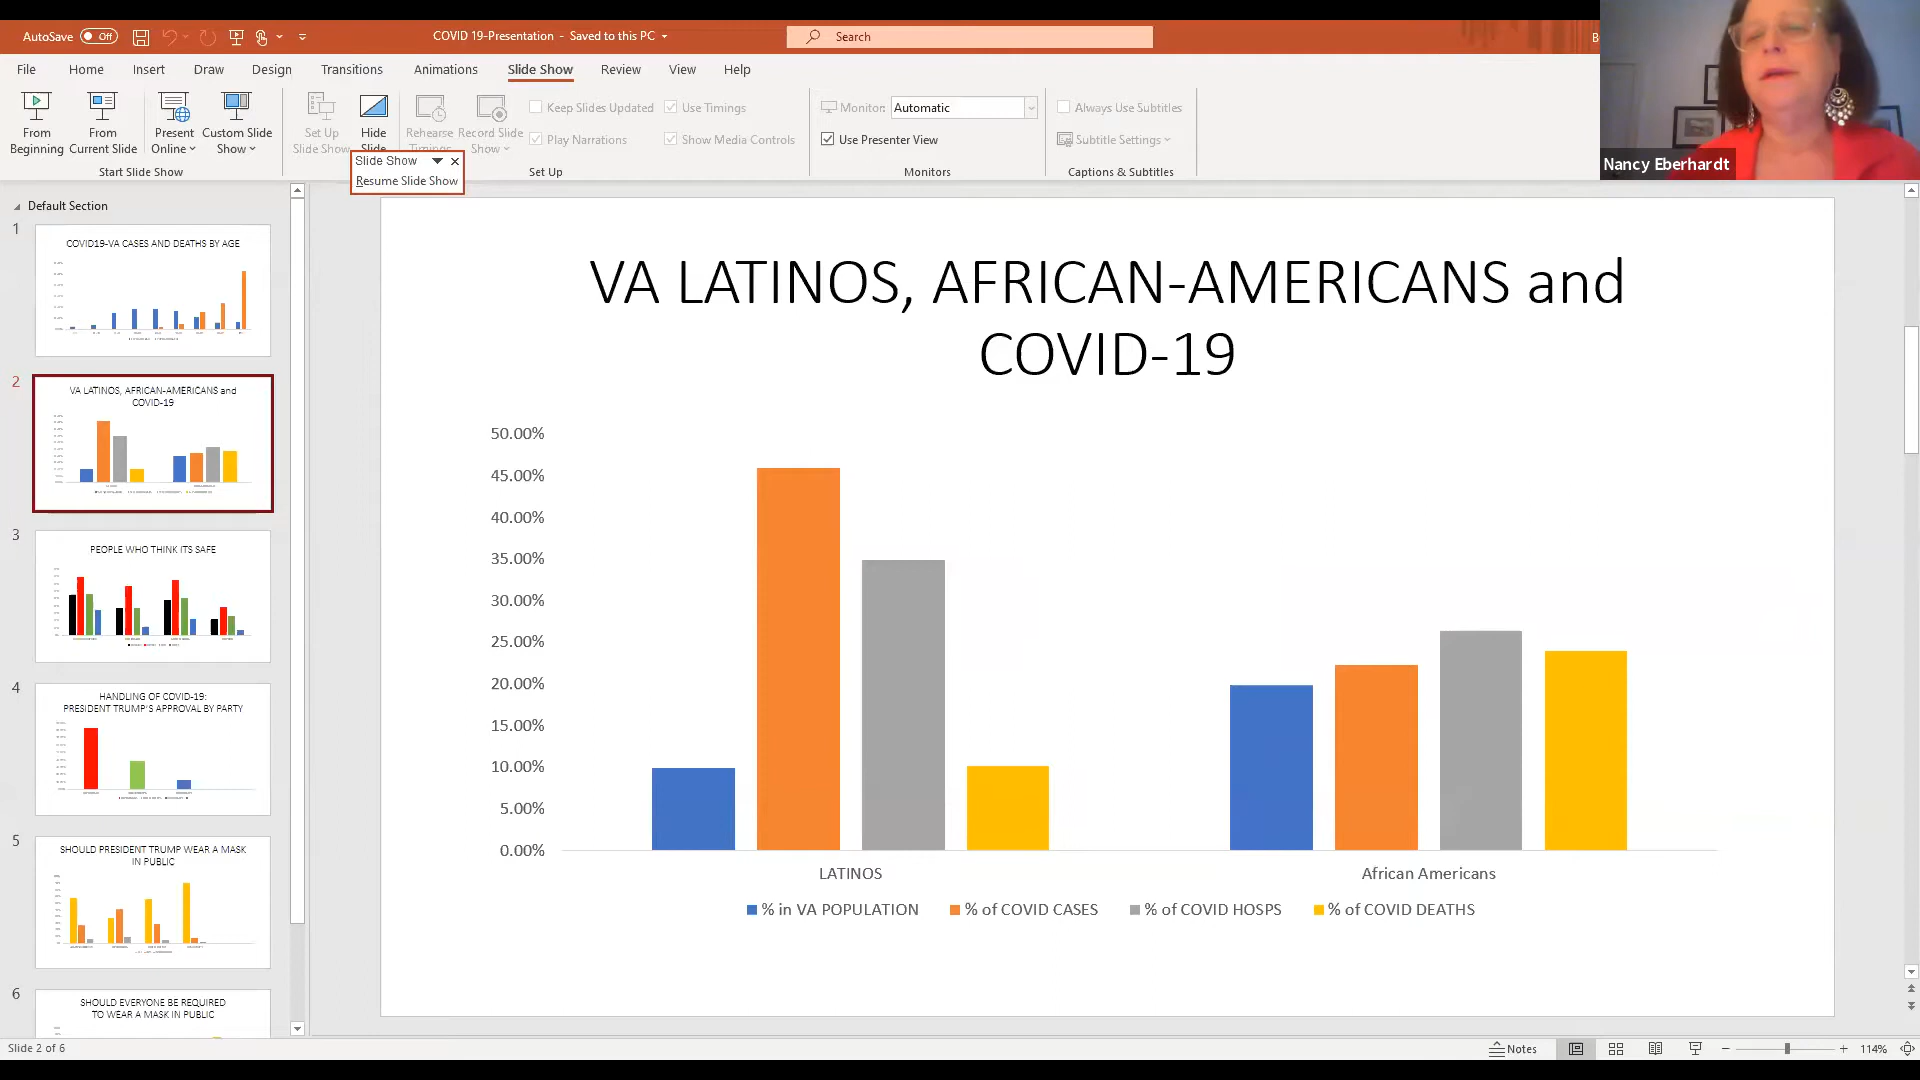 AutoSave Off
COVID 19-Presentation - Saved to this PC
Search
File Home Insert Draw Design Transitions Animations Slide Show Review View Help
From Beginning
From Current Slide
Present Online
Custom Slide Show
Start Slide Show
Set Up Slide Show
Hide Slide
Rehearse Timings
Record Slide Show
Keep Slides Updated
Play Narrations
Use Timings
Show Media Controls
Set Up
Monitor: Automatic
Use Presenter View
Monitors
Always Use Subtitles
Subtitle Settings
Captions & Subtitles
Slide Show
Resume Slide Show
Nancy Eberhardt
Default Section
1
COVID19-VA CASES AND DEATHS BY AGE
2
VA LATINOS, AFRICAN-AMERICANS and
COVID-19
3
PEOPLE WHO THINK ITS SAFE
4
HANDLING OF COVID-19:
PRESIDENT TRUMP'S APPROVAL BY PARTY
5
SHOULD PRESIDENT TRUMP WEAR A MASK
IN PUBLIC
6
SHOULD EVERYONE BE REQUIRED
TO WEAR A MASK IN PUBLIC
VA LATINOS, AFRICAN-AMERICANS and
COVID-19
50.00%
45.00%
40.00%
35.00%
30.00%
25.00%
20.00%
15.00%
10.00%
5.00%
0.00%
LATINOS African Americans
% in VA POPULATION % of COVID CASES % of COVID HOSPS % of COVID DEATHS
Slide 2 of 6
Notes
114%